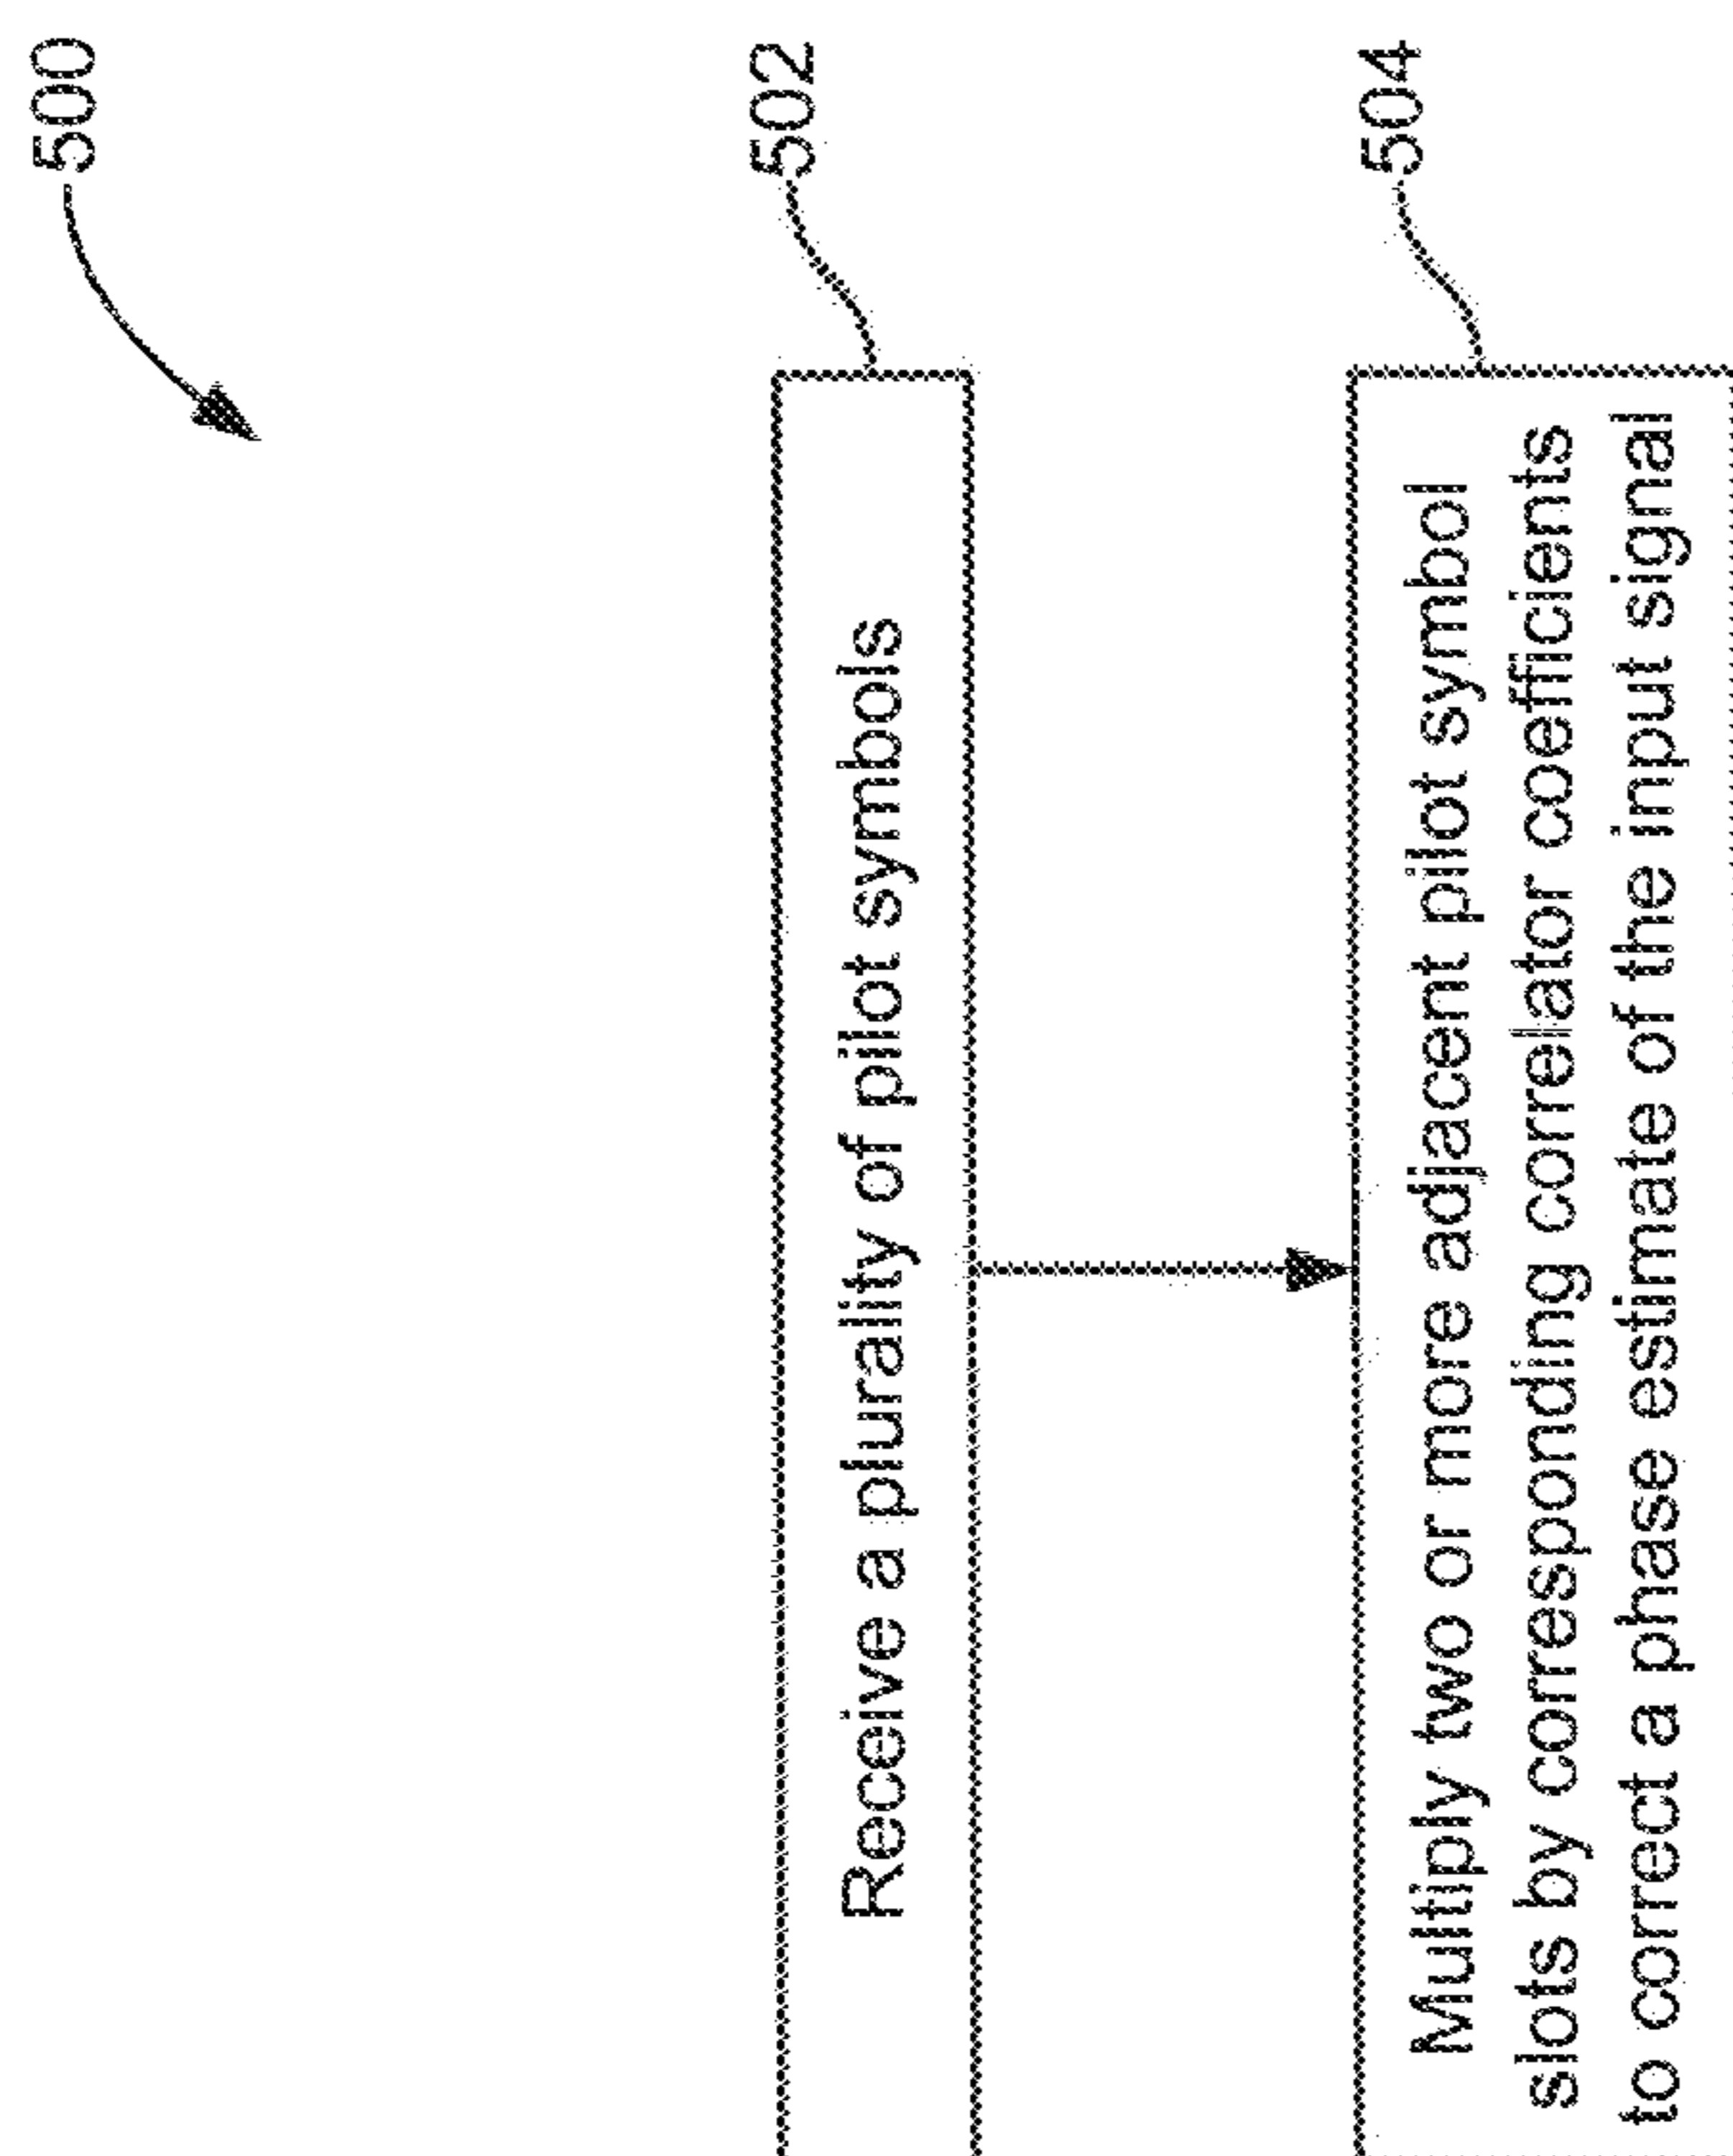 500
Receive a plurality of pilot symbols
502
Multiply two or more adjacent pilot symbol
slots by corresponding correlator coefficients
to correct a phase estimate of the input signal
504